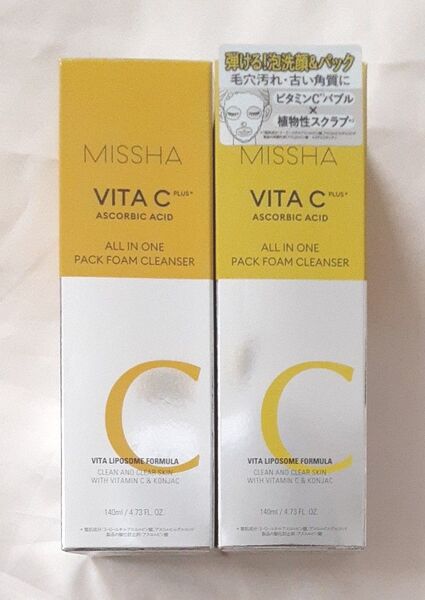 MISSHA
VITA C PLUS*
ASCORBIC ACID
ALL IN ONE
PACK FOAM CLEANSER
C
VITA LIPOSOME FORMULA
CLEAN AND CLEAR SKIN
WITH VITAMIN C & KONJAC
140ml / 4.73 FL. OZ.
弾ける!泡洗顔&パック
毛穴汚れ・古い角質に
ビタミンC バブル
×
植物性スクラブ
MISSHA
VITA C PLUS*
ASCORBIC ACID
ALL IN ONE
PACK FOAM CLEANSER
C
VITA LIPOSOME FORMULA
CLEAN AND CLEAR SKIN
WITH VITAMIN C & KONJAC
140ml / 4.73 FL. OZ.